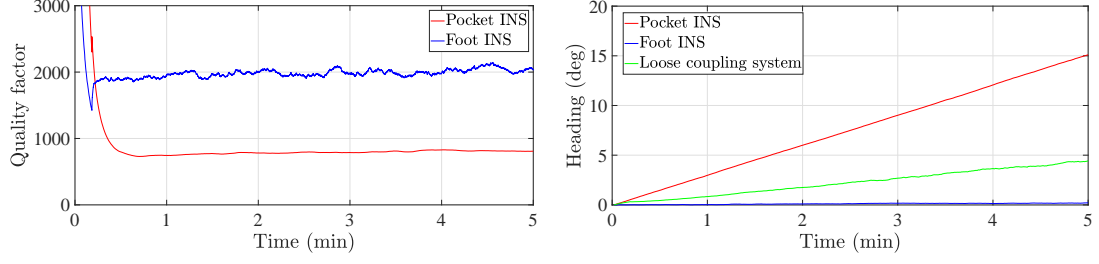 3000
2000
1000
0
Quality factor
Pocket INS
Foot INS
0 1 2 3 4 5
Time (min)
20
15
10
5
0
Heading (deg)
Pocket INS
Foot INS
Loose coupling system
0 1 2 3 4 5
Time (min)